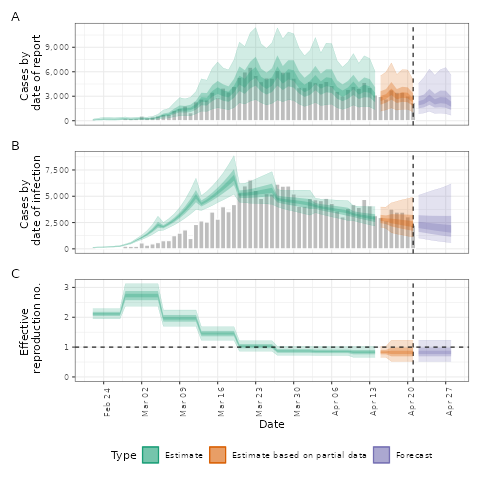 A
Cases by
date of report
9,000
6,000
3,000
0
B
Cases by
date of infection
7,500
5,000
2,500
0
C
Effective
reproduction no.
3
2
1
0
Feb 24
Mar 02
Mar 09
Mar 16
Mar 23
Mar 30
Apr 06
Apr 13
Apr 20
Apr 27
Date
Type
Estimate
Estimate based on partial data
Forecast